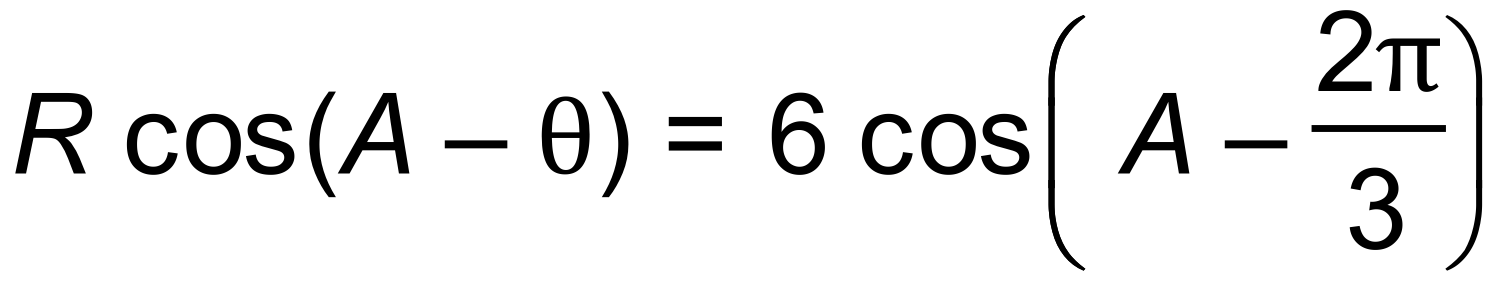 R cos(A – θ) = 6 cos( A – 2π/3 )